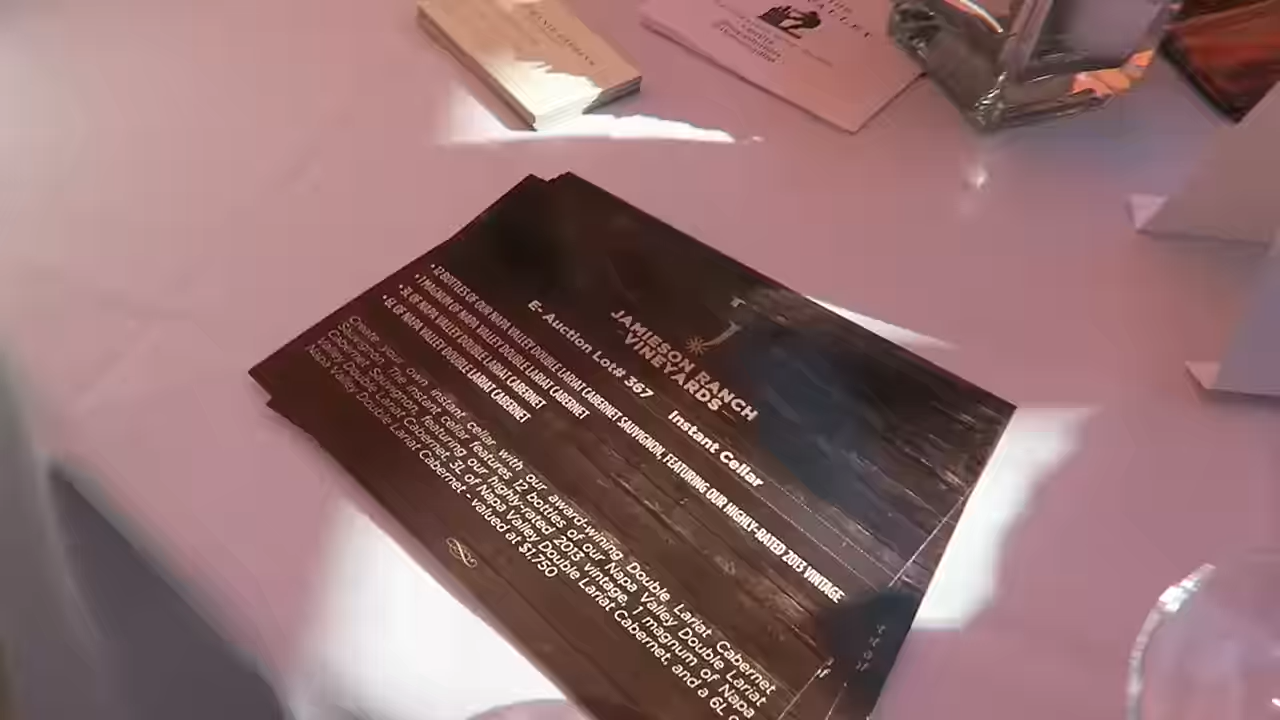 JAMIESON RANCH
VINEYARDS
E- Auction Lot# 367 Instant Cellar
• 12 BOTTLES OF OUR NAPA VALLEY DOUBLE LARIAT CABERNET SAUVIGNON, FEATURING OUR HIGHLY-RATED 2013 VINTAGE
• 1 MAGNUM OF NAPA VALLEY DOUBLE LARIAT CABERNET
• 3L OF NAPA VALLEY DOUBLE LARIAT CABERNET
• 6L OF NAPA VALLEY DOUBLE LARIAT CABERNET
Create your own instant cellar with our award-wining Double Lariat Cabernet
Sauvignon. The instant cellar features 12 bottles of our Napa Valley Double Lariat
Cabernet Sauvignon, featuring our highly-rated 2013 vintage, 1 magnum of Napa
Valley Double Lariat Cabernet, 3L of Napa Valley Double Lariat Cabernet, and a 6L
Napa Valley Double Lariat Cabernet - valued at $1,750